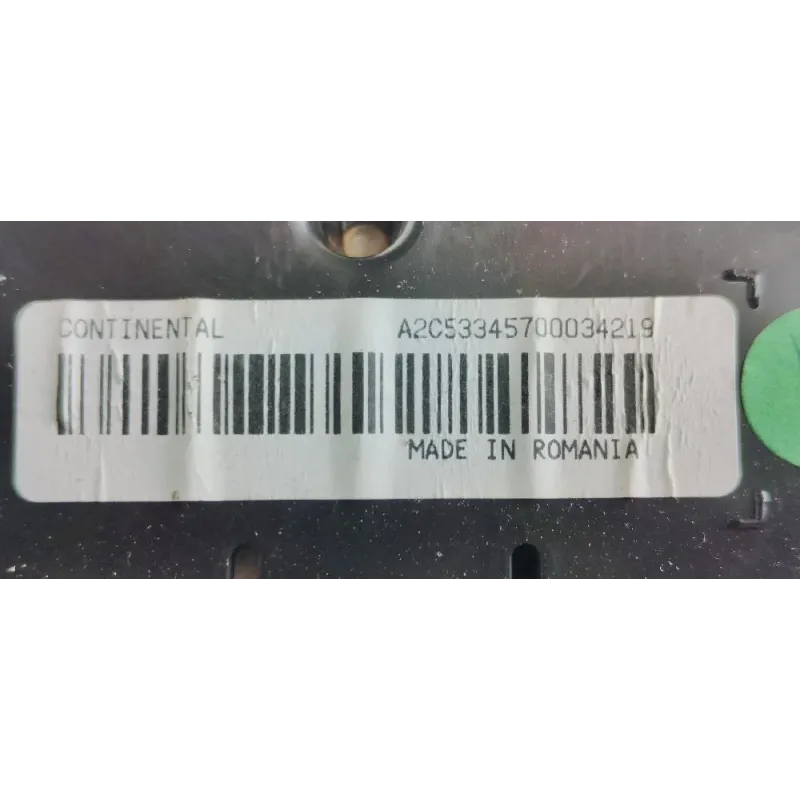 CONTINENTAL A2C53345700034219
MADE IN ROMANIA